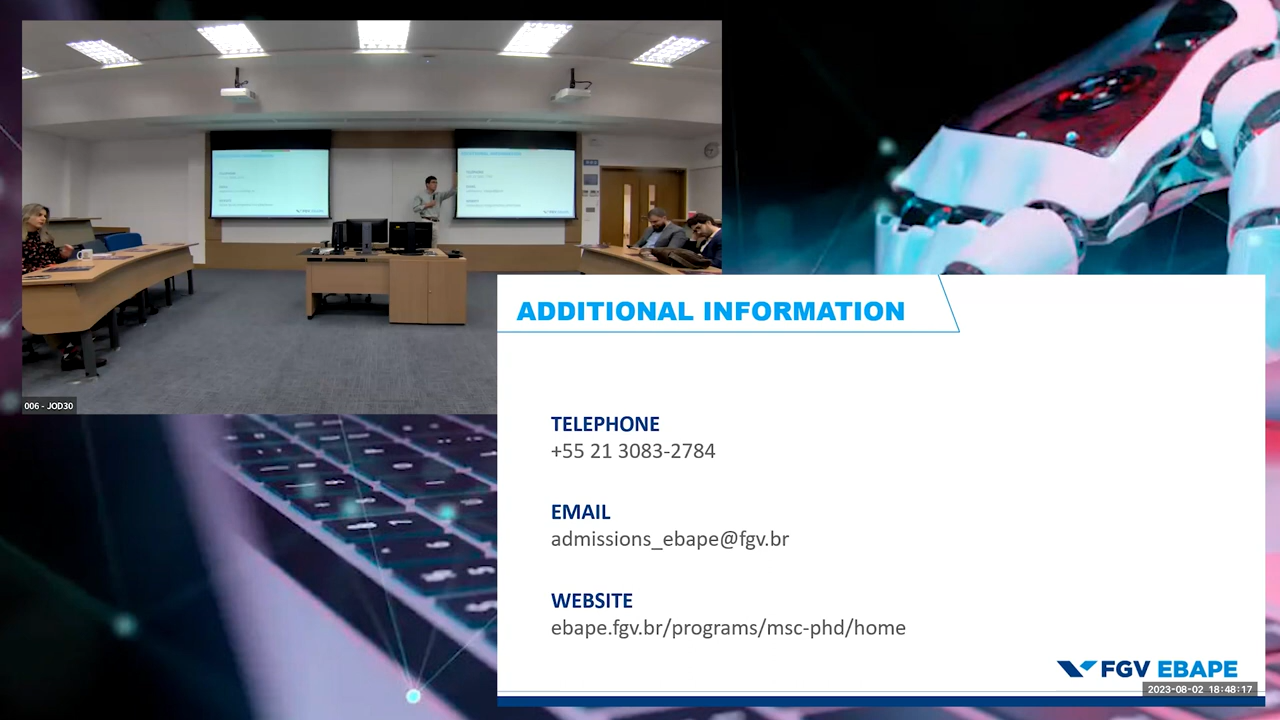 006 - JOD30
ADDITIONAL INFORMATION
TELEPHONE
+55 21 3083-2784
EMAIL
admissions_ebape@fgv.br
WEBSITE
ebape.fgv.br/programs/msc-phd/home
FGV EBAPE
2023-08-02 18:48:17